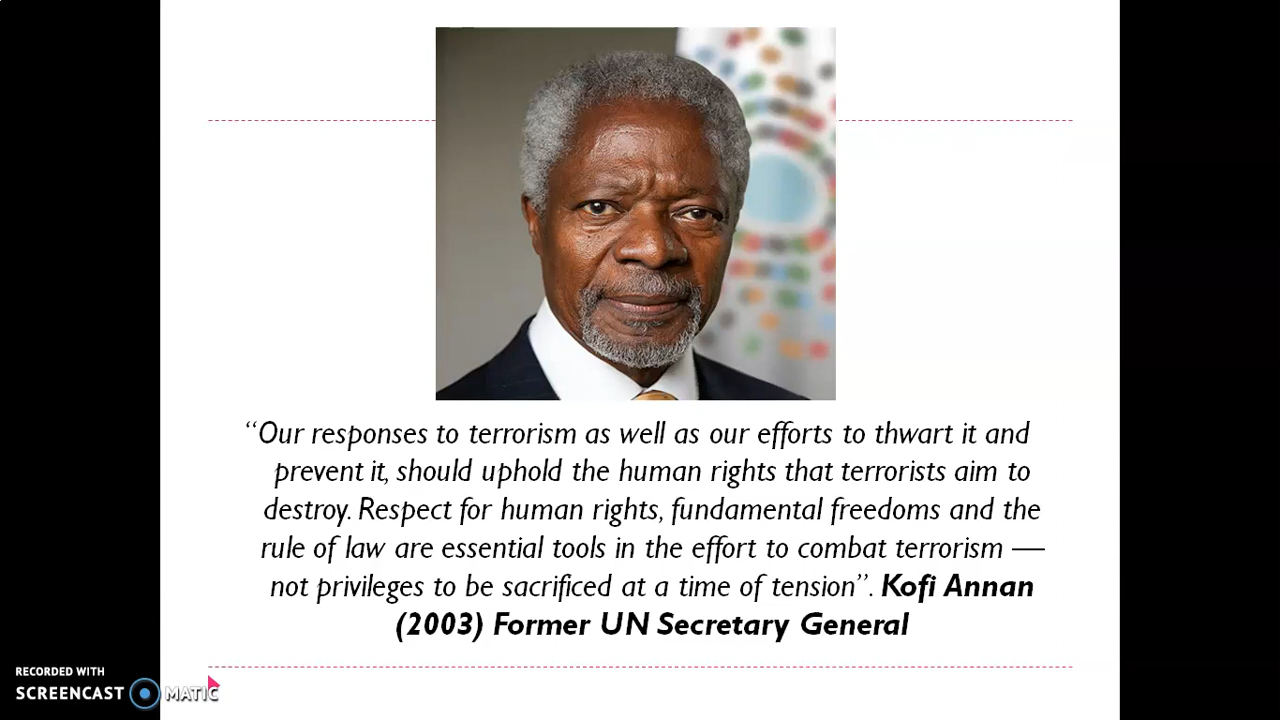 “Our responses to terrorism as well as our efforts to thwart it and
prevent it, should uphold the human rights that terrorists aim to
destroy. Respect for human rights, fundamental freedoms and the
rule of law are essential tools in the effort to combat terrorism —
not privileges to be sacrificed at a time of tension”. Kofi Annan
(2003) Former UN Secretary General
RECORDED WITH
SCREENCAST MATIC